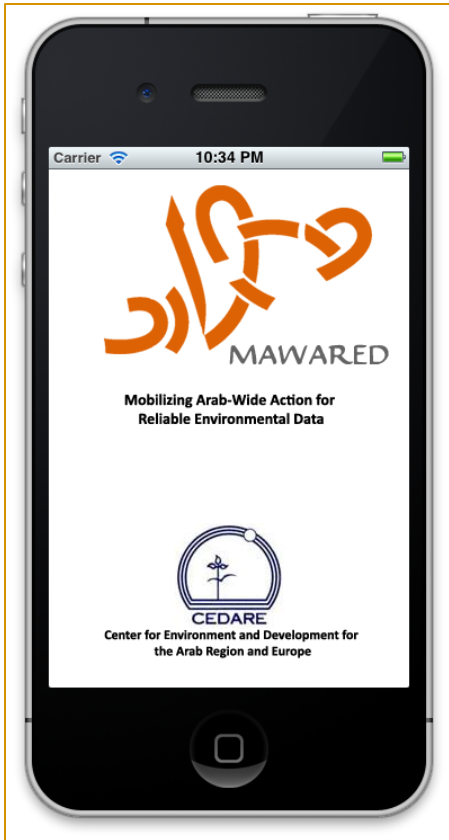 Carrier 10:34 PM
موارد
MAWARED
Mobilizing Arab-Wide Action for
Reliable Environmental Data
CEDARE
Center for Environment and Development for
the Arab Region and Europe